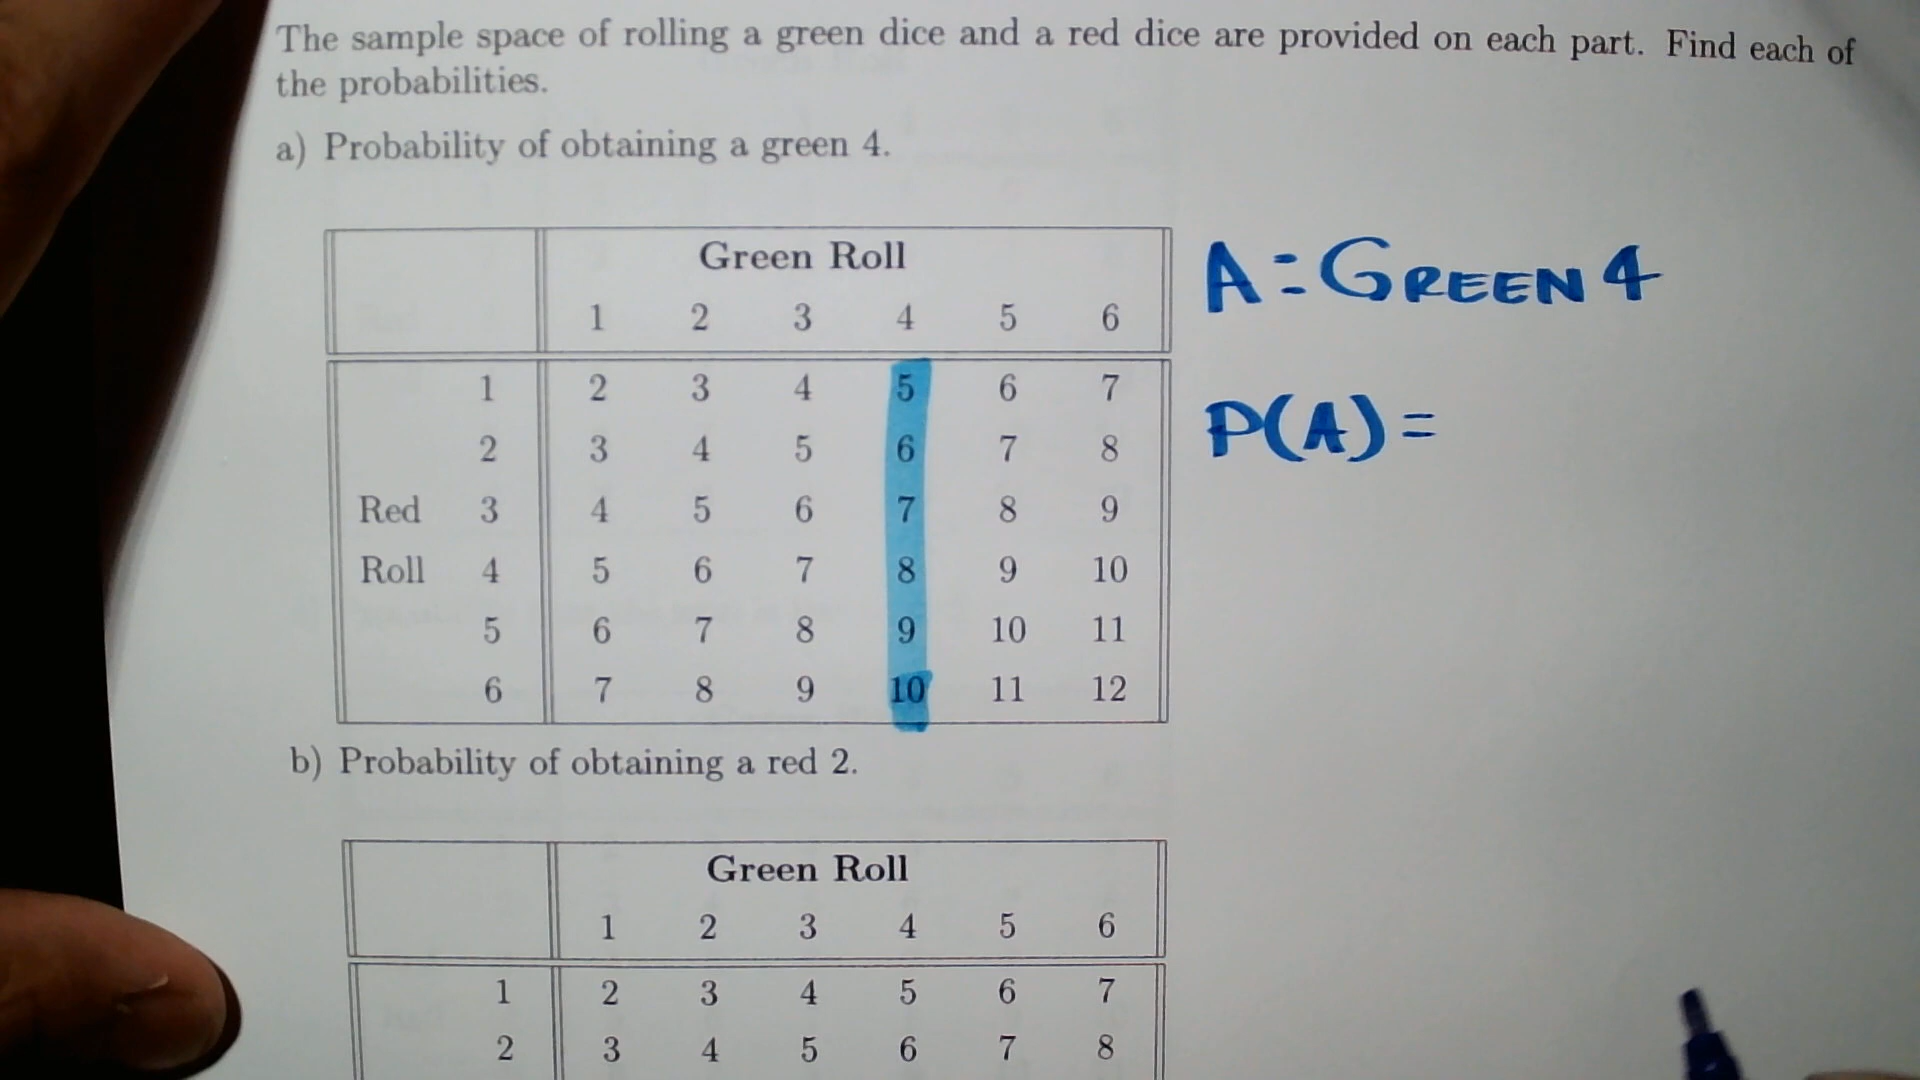 The sample space of rolling a green dice and a red dice are provided on each part. Find each of
the probabilities.
a) Probability of obtaining a green 4.
Green Roll
1 2 3 4 5 6
1 2 3 4 5 6 7
2 3 4 5 6 7 8
Red 3 4 5 6 7 8 9
Roll 4 5 6 7 8 9 10
5 6 7 8 9 10 11
6 7 8 9 10 11 12
A = GREEN 4
P(A) =
b) Probability of obtaining a red 2.
Green Roll
1 2 3 4 5 6
1 2 3 4 5 6 7
2 3 4 5 6 7 8